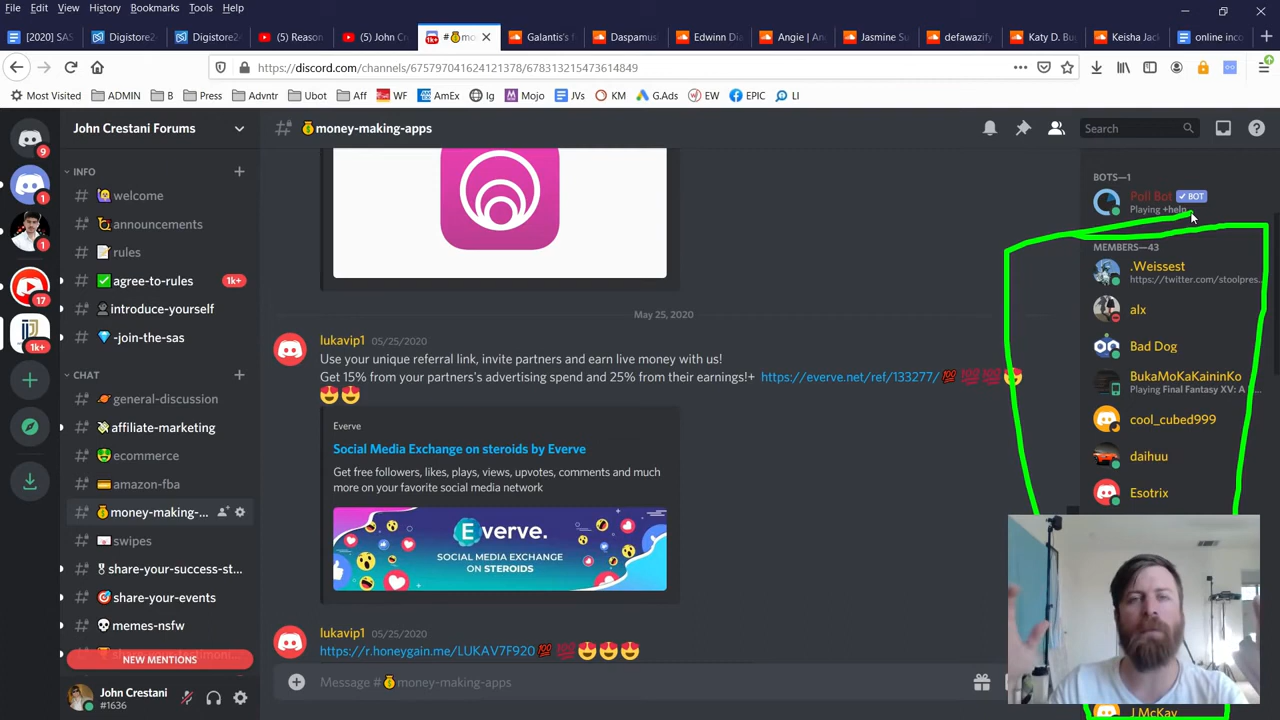 File Edit View History Bookmarks Tools Help
[2020] SAS
Digistore2
Digistore2
(5) Reason
(5) John C
Galantis's f
Daspamus
Edwinn Di
Angie | An
Jasmine Su
defawazify
Katy D. Bu
Keisha Jack
online inco
https://discord.com/channels/675797041624121378/678313215473614849
Most Visited ADMIN B Press Advntr Ubot Aff WF AmEx Ig Mojo JVs KM G.Ads EW EPIC LI
John Crestani Forums
INFO
welcome
announcements
rules
agree-to-rules 1k+
introduce-yourself
-join-the-sas
CHAT
general-discussion
affiliate-marketing
ecommerce
amazon-fba
money-making-...
swipes
share-your-success-st...
share-your-events
memes-nsfw
NEW MENTIONS
John Crestani
#1636
9
1
1
17
1k+
money-making-apps
Search
May 25, 2020
lukavip1 05/25/2020
Use your unique referral link, invite partners and earn live money with us!
Get 15% from your partners's advertising spend and 25% from their earnings!+ https://everve.net/ref/133277/
Everve
Social Media Exchange on steroids by Everve
Get free followers, likes, plays, views, upvotes, comments and much
more on your favorite social media network
Everve.
SOCIAL MEDIA EXCHANGE
ON STEROIDS
lukavip1 05/25/2020
https://r.honeygain.me/LUKAV7F920
Message # money-making-apps
BOTS—1
Poll Bot BOT
Playing +help
MEMBERS—43
.Weissest
https://twitter.com/stoolpres...
alx
Bad Dog
BukaMoKaKaininKo
Playing Final Fantasy XV: A
cool_cubed999
daihuu
Esotrix
J McKay